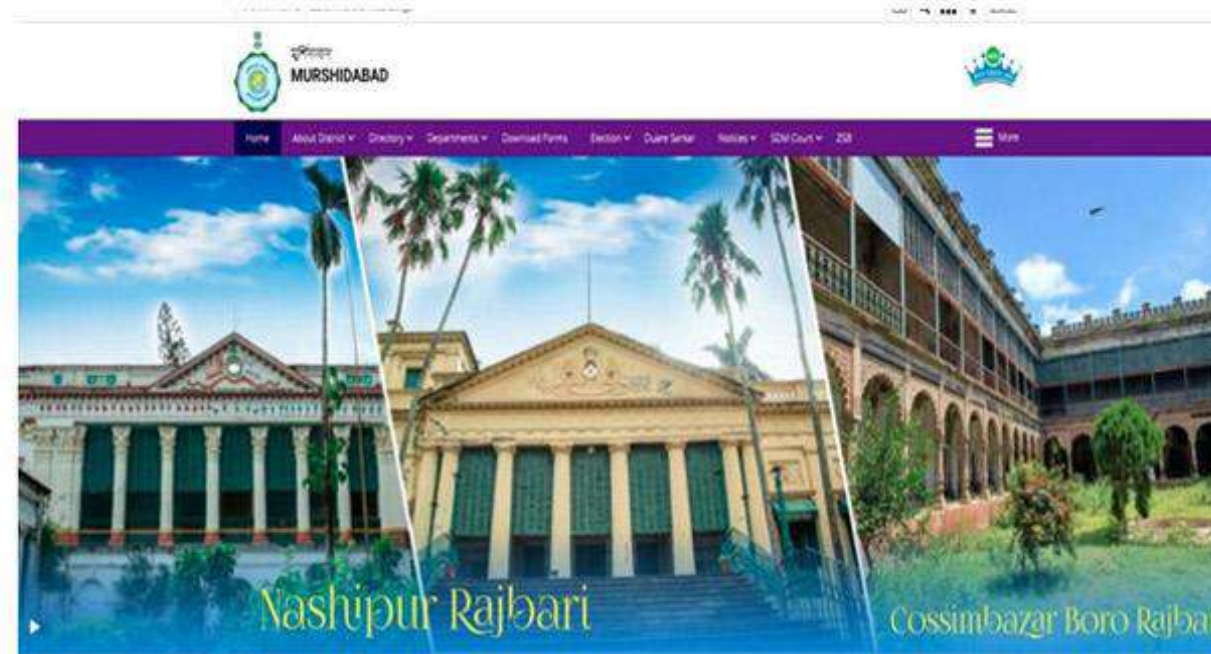 মুর্শিদাবাদ
MURSHIDABAD
Home About District Directory Departments Download Forms Election Duare Sarkar Notices SDM Court ZSB More
Nashipur Rajbari
Cossimbazar Boro Rajba